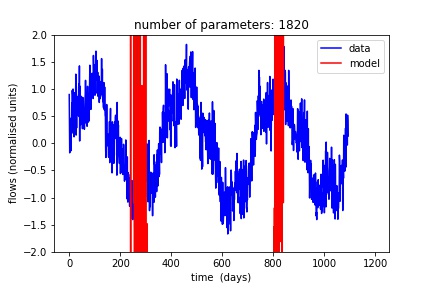 number of parameters: 1820
2.0
1.5
1.0
0.5
0.0
−0.5
−1.0
−1.5
−2.0
flows (normalised units)
data
model
0 200 400 600 800 1000 1200
time (days)